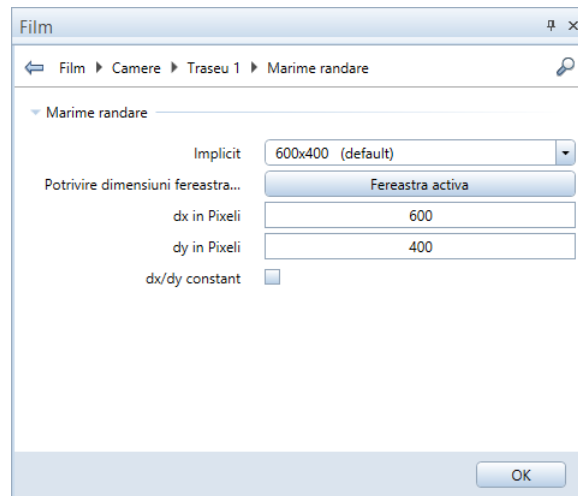 Film
Film Camere Traseu 1 Marime randare
Marime randare
Implicit 600x400 (default)
Potrivire dimensiuni fereastra... Fereastra activa
dx in Pixeli 600
dy in Pixeli 400
dx/dy constant
OK